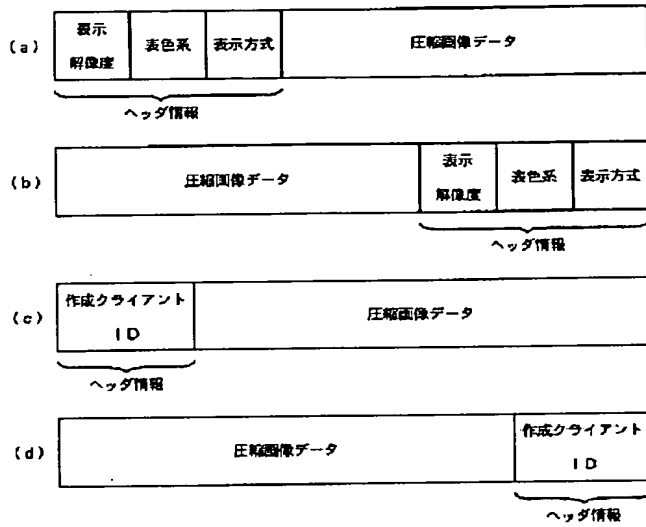 (a)
表示
解像度
表色系
表示方式
圧縮画像データ
ヘッダ情報
(b)
圧縮画像データ
表示
解像度
表色系
表示方式
ヘッダ情報
(c)
作成クライアント
ID
圧縮画像データ
ヘッダ情報
(d)
圧縮画像データ
作成クライアント
ID
ヘッダ情報